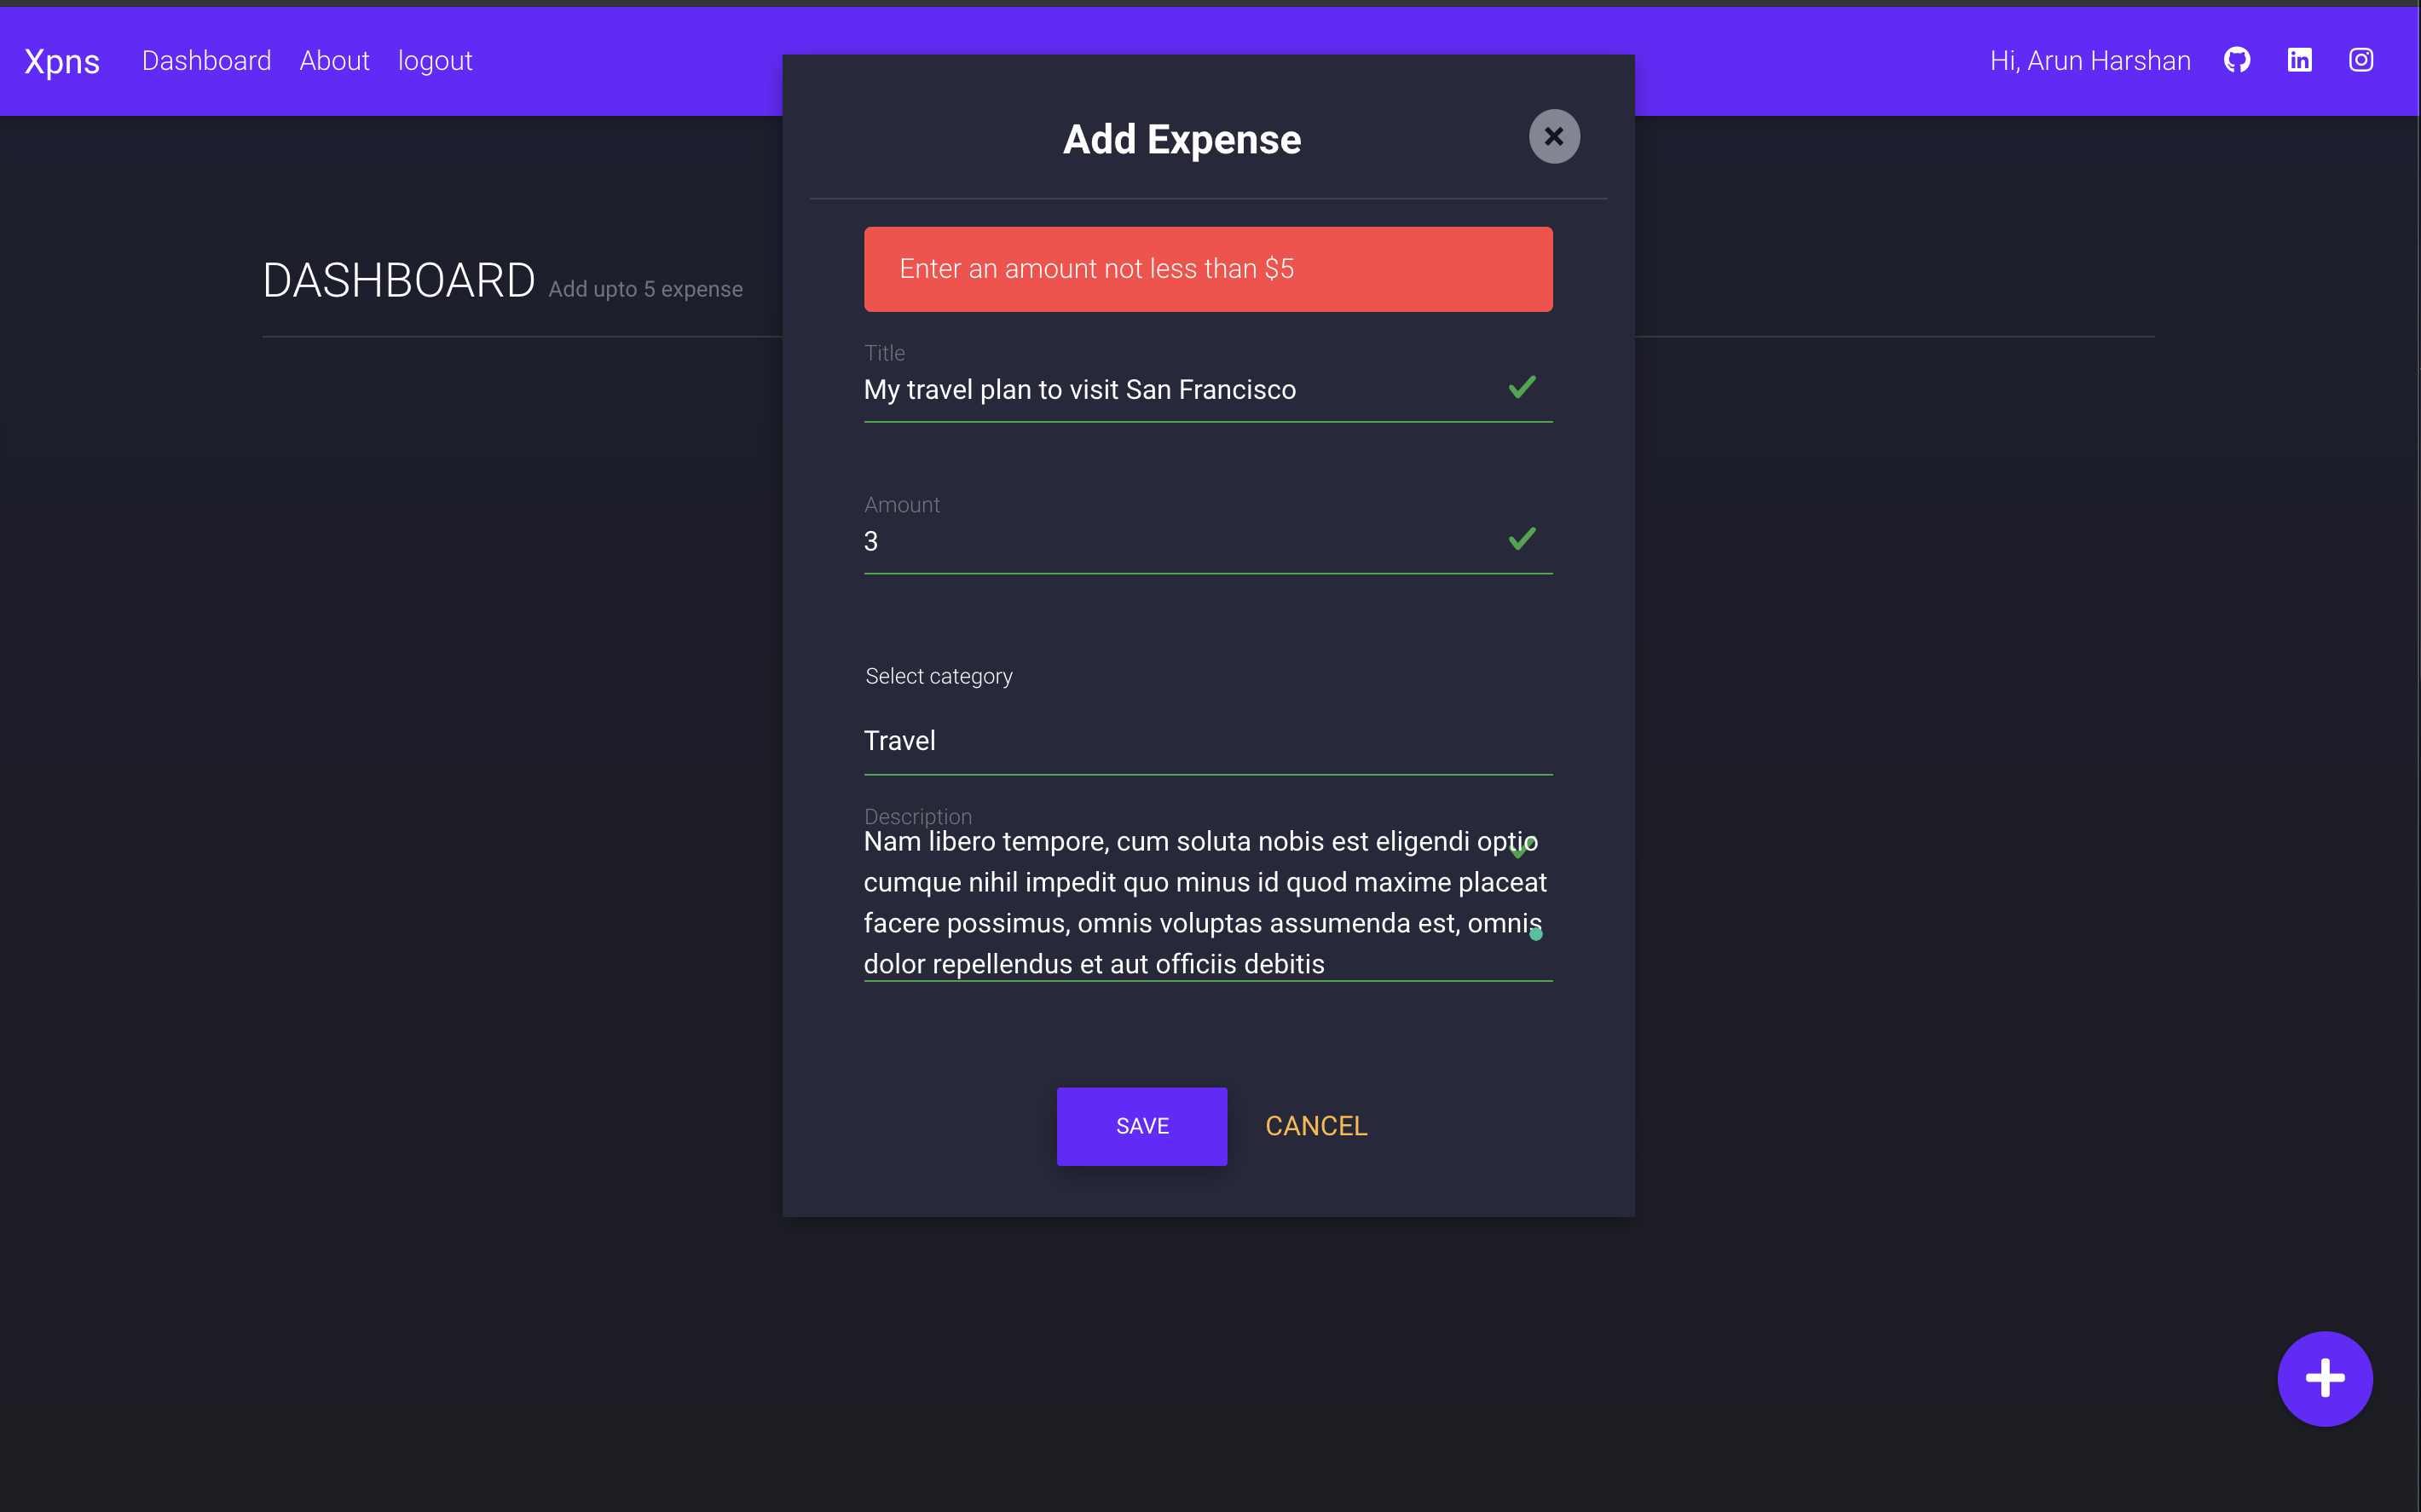 Xpns
Dashboard
About
logout
Hi, Arun Harshan
Add Expense
DASHBOARD Add upto 5 expense
Enter an amount not less than $5
Title
My travel plan to visit San Francisco
Amount
3
Select category
Travel
Description
Nam libero tempore, cum soluta nobis est eligendi optio
cumque nihil impedit quo minus id quod maxime placeat
facere possimus, omnis voluptas assumenda est, omnis
dolor repellendus et aut officiis debitis
SAVE
CANCEL